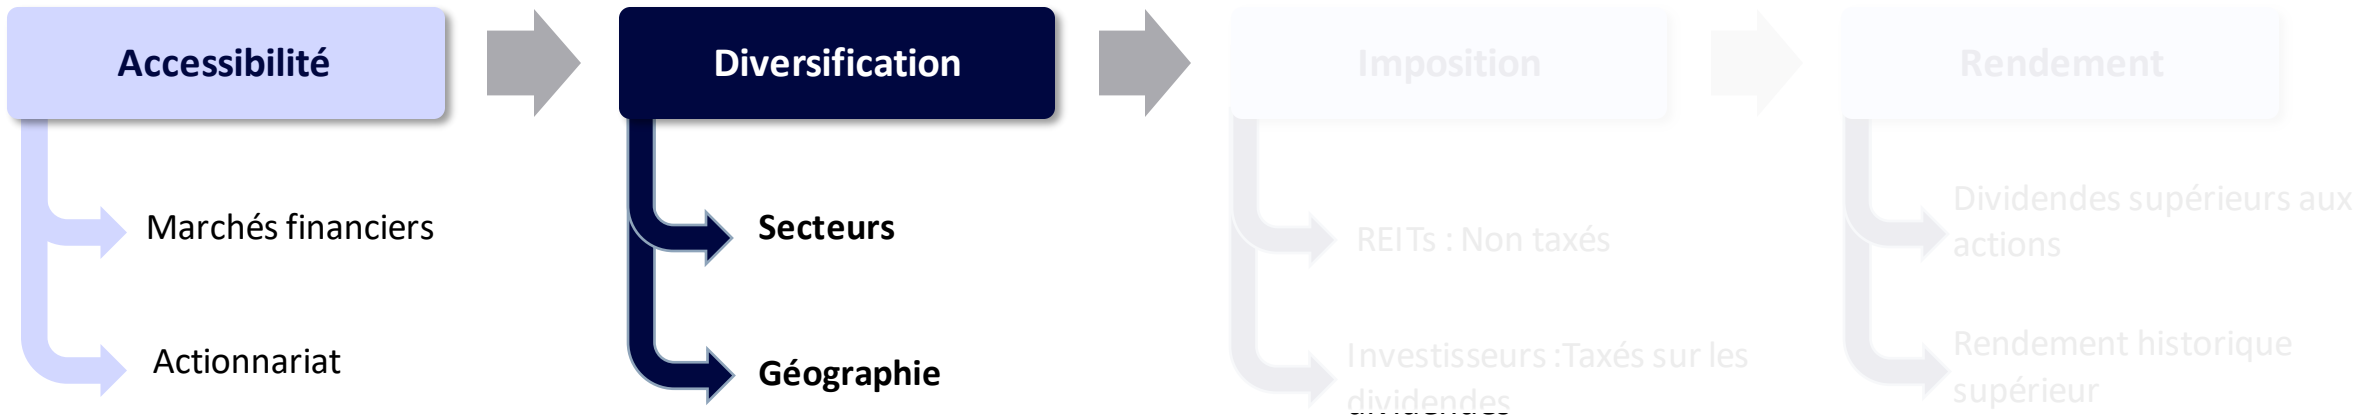 Accessibilité
Diversification
Imposition
Rendement
Marchés financiers
Actionnariat
Secteurs
Géographie
REITs : Non taxés
Investisseurs :Taxés sur les
dividendes
Dividendes supérieurs aux
actions
Rendement historique
supérieur